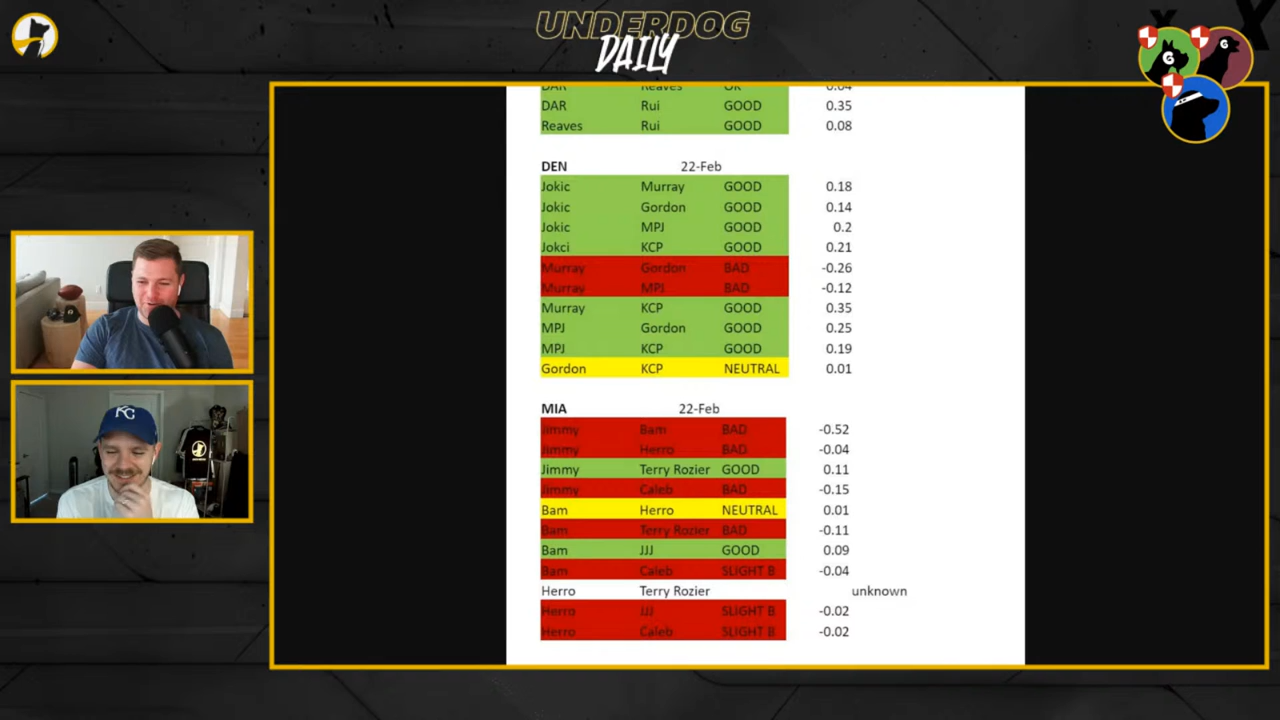 UNDERDOG
DAILY
G G
DAR Reaves OK 0.04
DAR Rui GOOD 0.35
Reaves Rui GOOD 0.08
DEN 22-Feb
Jokic Murray GOOD 0.18
Jokic Gordon GOOD 0.14
Jokic MPJ GOOD 0.2
Jokci KCP GOOD 0.21
Murray Gordon BAD -0.26
Murray MPJ BAD -0.12
Murray KCP GOOD 0.35
MPJ Gordon GOOD 0.25
MPJ KCP GOOD 0.19
Gordon KCP NEUTRAL 0.01
MIA 22-Feb
Jimmy Bam BAD -0.52
Jimmy Herro BAD -0.04
Jimmy Terry Rozier GOOD 0.11
Jimmy Caleb BAD -0.15
Bam Herro NEUTRAL 0.01
Bam Terry Rozier BAD -0.11
Bam JJJ GOOD 0.09
Bam Caleb SLIGHT B -0.04
Herro Terry Rozier unknown
Herro JJJ SLIGHT B -0.02
Herro Caleb SLIGHT B -0.02
KC